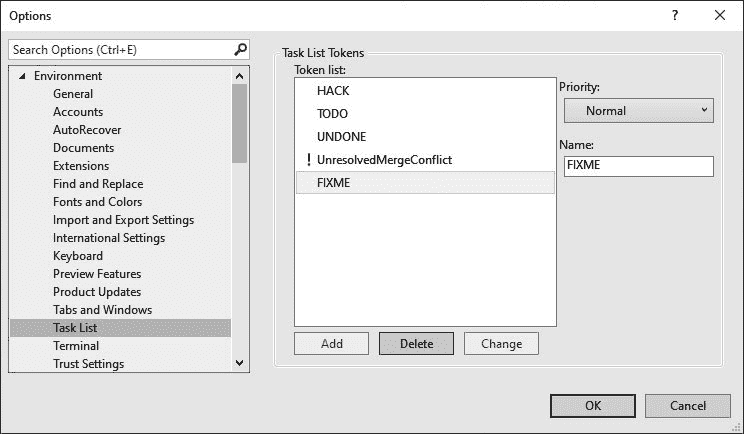 Options
?
Search Options (Ctrl+E)
Environment
General
Accounts
AutoRecover
Documents
Extensions
Find and Replace
Fonts and Colors
Import and Export Settings
International Settings
Keyboard
Preview Features
Product Updates
Tabs and Windows
Task List
Terminal
Trust Settings
Task List Tokens
Token list:
HACK
TODO
UNDONE
! UnresolvedMergeConflict
FIXME
Priority:
Normal
Name:
FIXME
Add Delete Change
OK Cancel